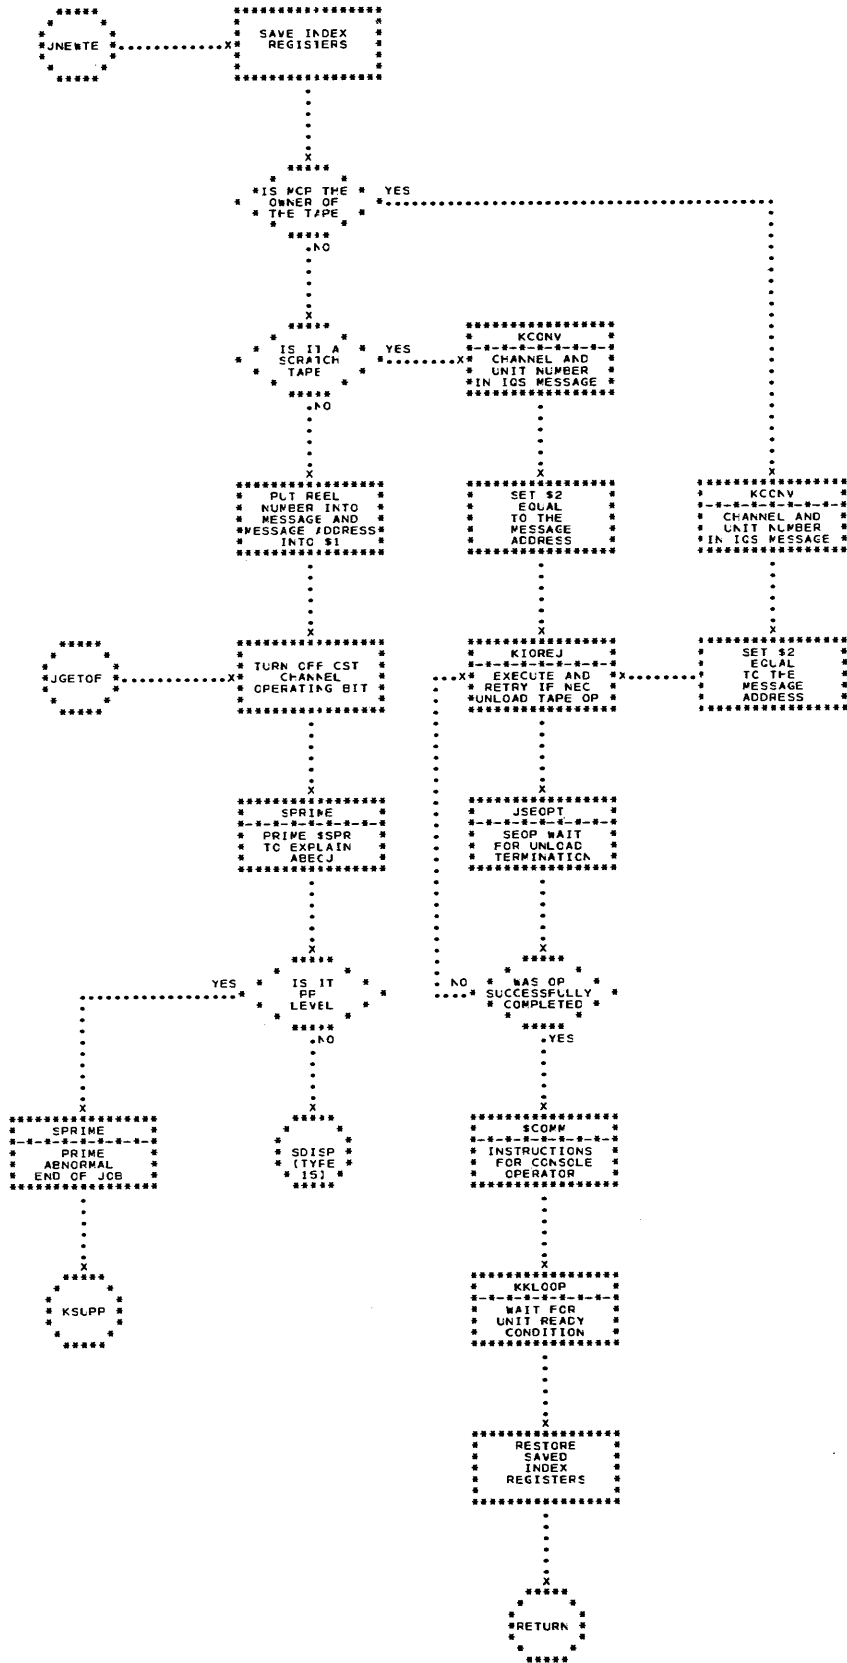 JNEWTE
SAVE INDEX
REGISTERS
IS MCP THE
OWNER OF
THE TAPE
YES
NO
IS IT A
SCRATCH
TAPE
YES
NO
KCONV
CHANNEL AND
UNIT NUMBER
IN IQS MESSAGE
PUT REEL
NUMBER INTO
MESSAGE AND
MESSAGE ADDRESS
INTO $1
SET $2
EQUAL
TO THE
MESSAGE
ADDRESS
KCCNV
CHANNEL AND
UNIT NUMBER
IN IQS MESSAGE
JGETOF
TURN OFF CST
CHANNEL
OPERATING BIT
KIOREJ
EXECUTE AND
RETRY IF NEC
UNLOAD TAPE OP
SET $2
EQUAL
TO THE
MESSAGE
ADDRESS
SPRIME
PRIME $SPR
TO EXPLAIN
ABECJ
JSEOPT
SEOP WAIT
FOR UNLOAD
TERMINATION
YES
IS IT
PP
LEVEL
NO
NO
WAS OP
SUCCESSFULLY
COMPLETED
YES
SPRIME
PRIME
ABNORMAL
END OF JOB
SDISP
(TYPE
15)
$COMM
INSTRUCTIONS
FOR CONSOLE
OPERATOR
KSUPP
KKLOOP
WAIT FOR
UNIT READY
CONDITION
RESTORE
SAVED
INDEX
REGISTERS
RETURN